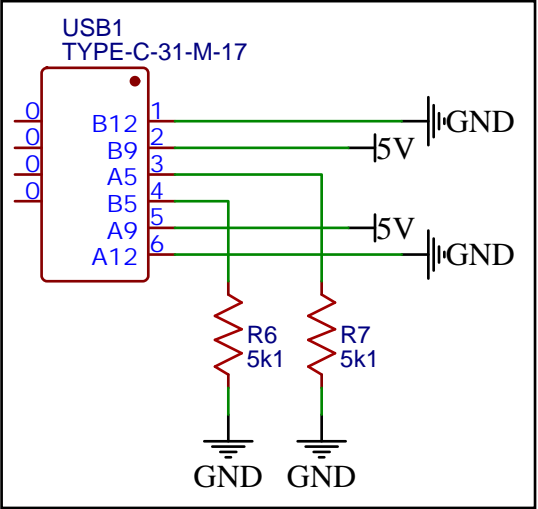 USB1
TYPE-C-31-M-17
0 B12 1 GND
0 B9 2 5V
0 A5 3
0 B5 4
A9 5 5V
A12 6 GND
R6 R7
5k1 5k1
GND GND